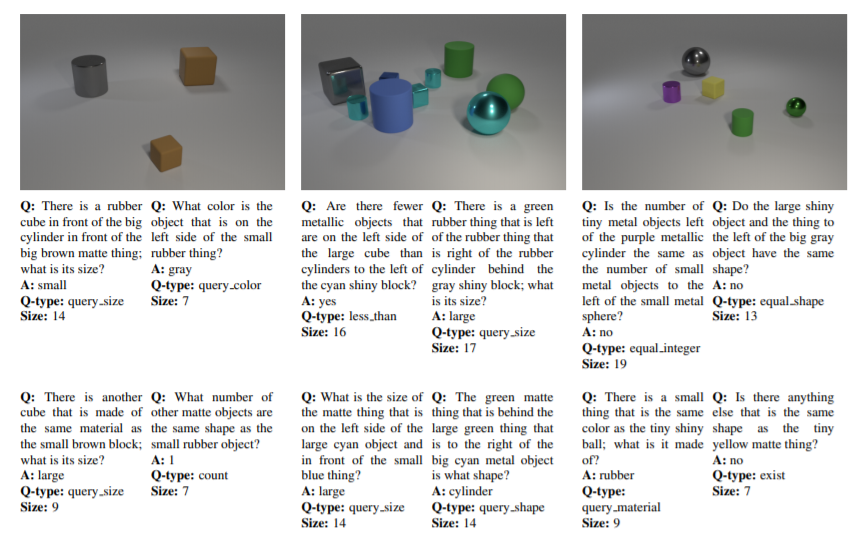 Q: There is a rubber
cube in front of the big
cylinder in front of the
big brown matte thing;
what is its size?
A: small
Q-type: query_size
Size: 14
Q: What color is the
object that is on the
left side of the small
rubber thing?
A: gray
Q-type: query_color
Size: 7
Q: Are there fewer
metallic objects that
are on the left side of
the large cube than
cylinders to the left of
the cyan shiny block?
A: yes
Q-type: less_than
Size: 16
Q: There is a green
rubber thing that is left
of the rubber thing that
is right of the rubber
cylinder behind the
gray shiny block; what
is its size?
A: large
Q-type: query_size
Size: 17
Q: Is the number of
tiny metal objects left
of the purple metallic
cylinder the same as
the number of small
metal objects to the
left of the small metal
sphere?
A: no
Q-type: equal_integer
Size: 19
Q: Do the large shiny
object and the thing to
the left of the big gray
object have the same
shape?
A: no
Q-type: equal_shape
Size: 13
Q: There is another
cube that is made of
the same material as
the small brown block;
what is its size?
A: large
Q-type: query_size
Size: 9
Q: What number of
other matte objects are
the same shape as the
small rubber object?
A: 1
Q-type: count
Size: 7
Q: What is the size of
the matte thing that is
on the left side of the
large cyan object and
in front of the small
blue thing?
A: large
Q-type: query_size
Size: 14
Q: The green matte
thing that is behind the
large green thing that
is to the right of the
big cyan metal object
is what shape?
A: cylinder
Q-type: query_shape
Size: 14
Q: There is a small
thing that is the same
color as the tiny shiny
ball; what is it made
of?
A: rubber
Q-type:
query_material
Size: 9
Q: Is there anything
else that is the same
shape as the tiny
yellow matte thing?
A: no
Q-type: exist
Size: 7